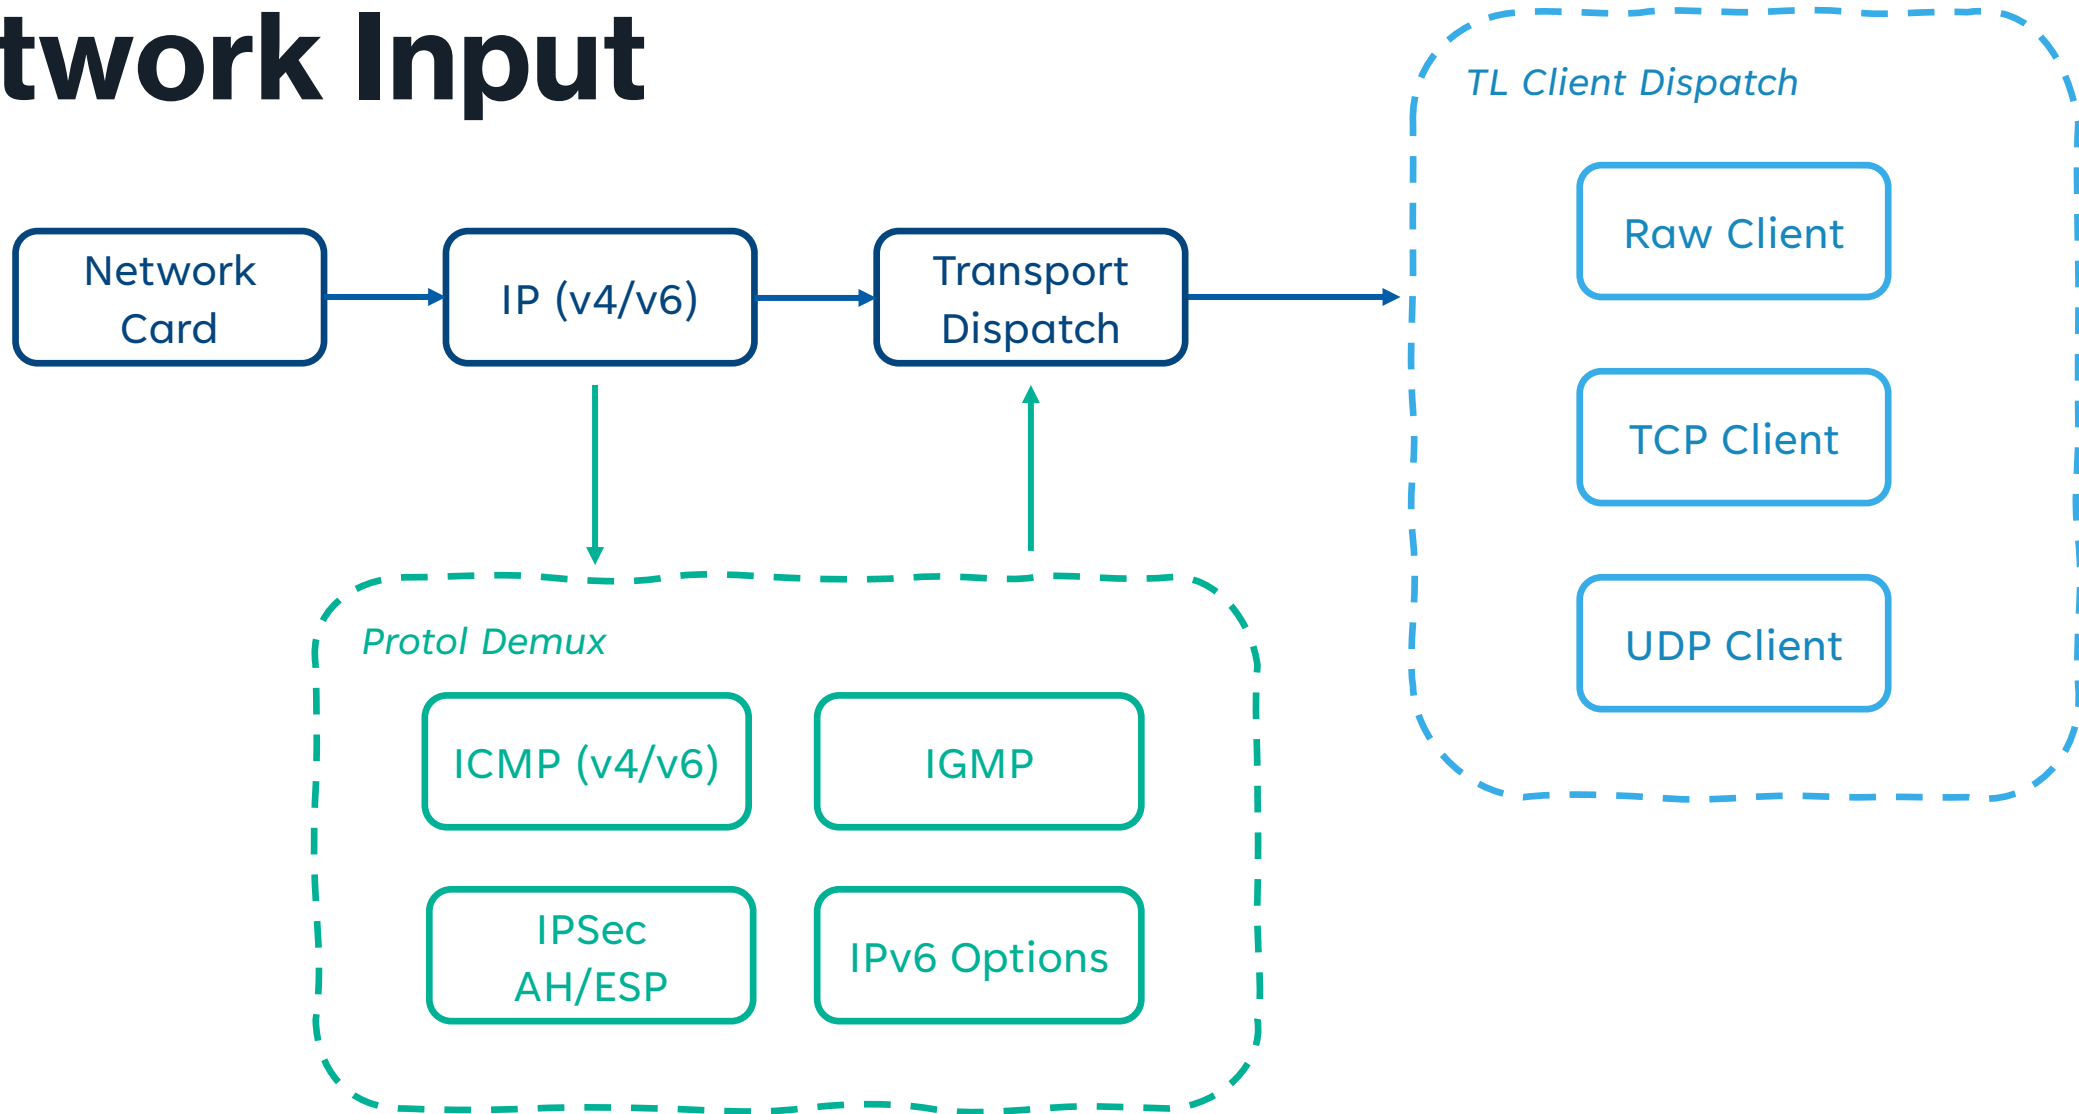 twork Input
TL Client Dispatch
Raw Client
Network
Card
IP (v4/v6)
Transport
Dispatch
TCP Client
UDP Client
Protol Demux
ICMP (v4/v6)
IGMP
IPSec
AH/ESP
IPv6 Options